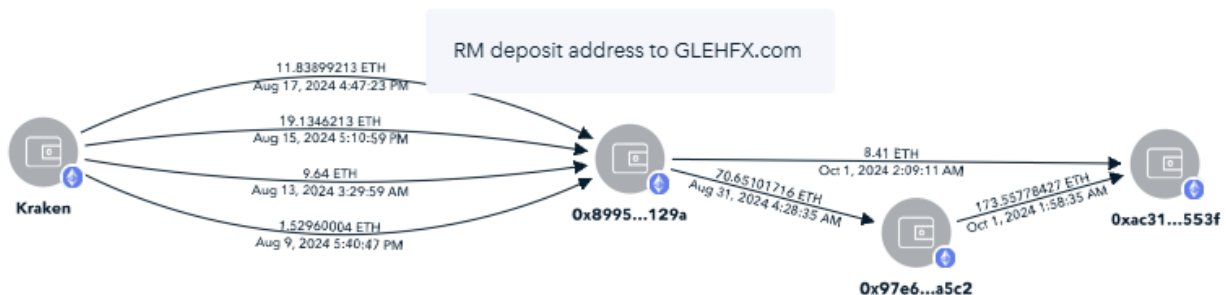 RM deposit address to GLEHFX.com
11.83899213 ETH
Aug 17, 2024 4:47:23 PM
19.1346213 ETH
Aug 15, 2024 5:10:59 PM
9.64 ETH
Aug 13, 2024 3:29:59 AM
1.52960004 ETH
Aug 9, 2024 5:40:47 PM
Kraken
0x8995...129a
8.41 ETH
Oct 1, 2024 2:09:11 AM
70.65101716 ETH
Aug 31, 2024 4:28:35 AM
173.55778427 ETH
Oct 1, 2024 1:58:35 AM
0xac31...553f
0x97e6...a5c2